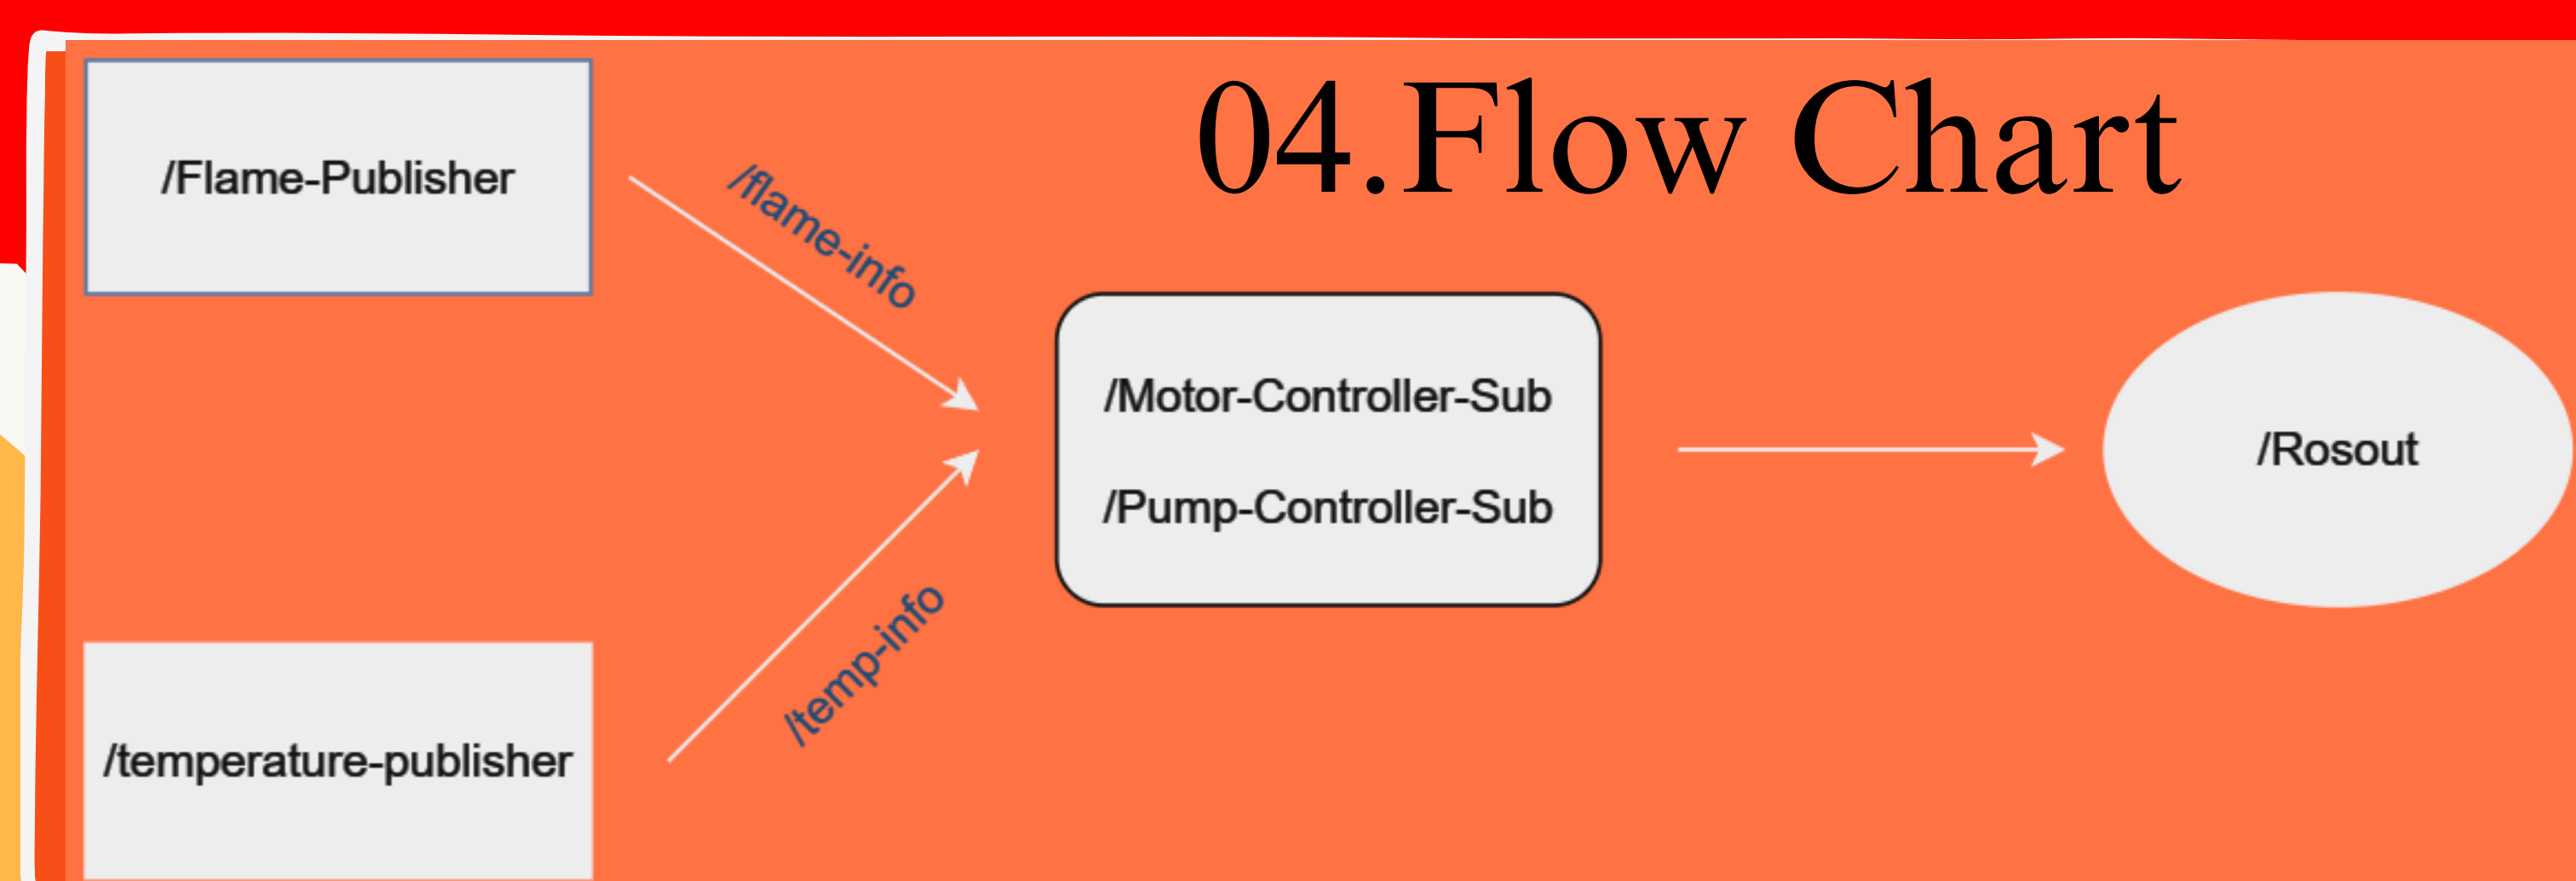 04.Flow Chart
/Flame-Publisher
/flame-info
/Motor-Controller-Sub
/Pump-Controller-Sub
/Rosout
/temp-info
/temperature-publisher